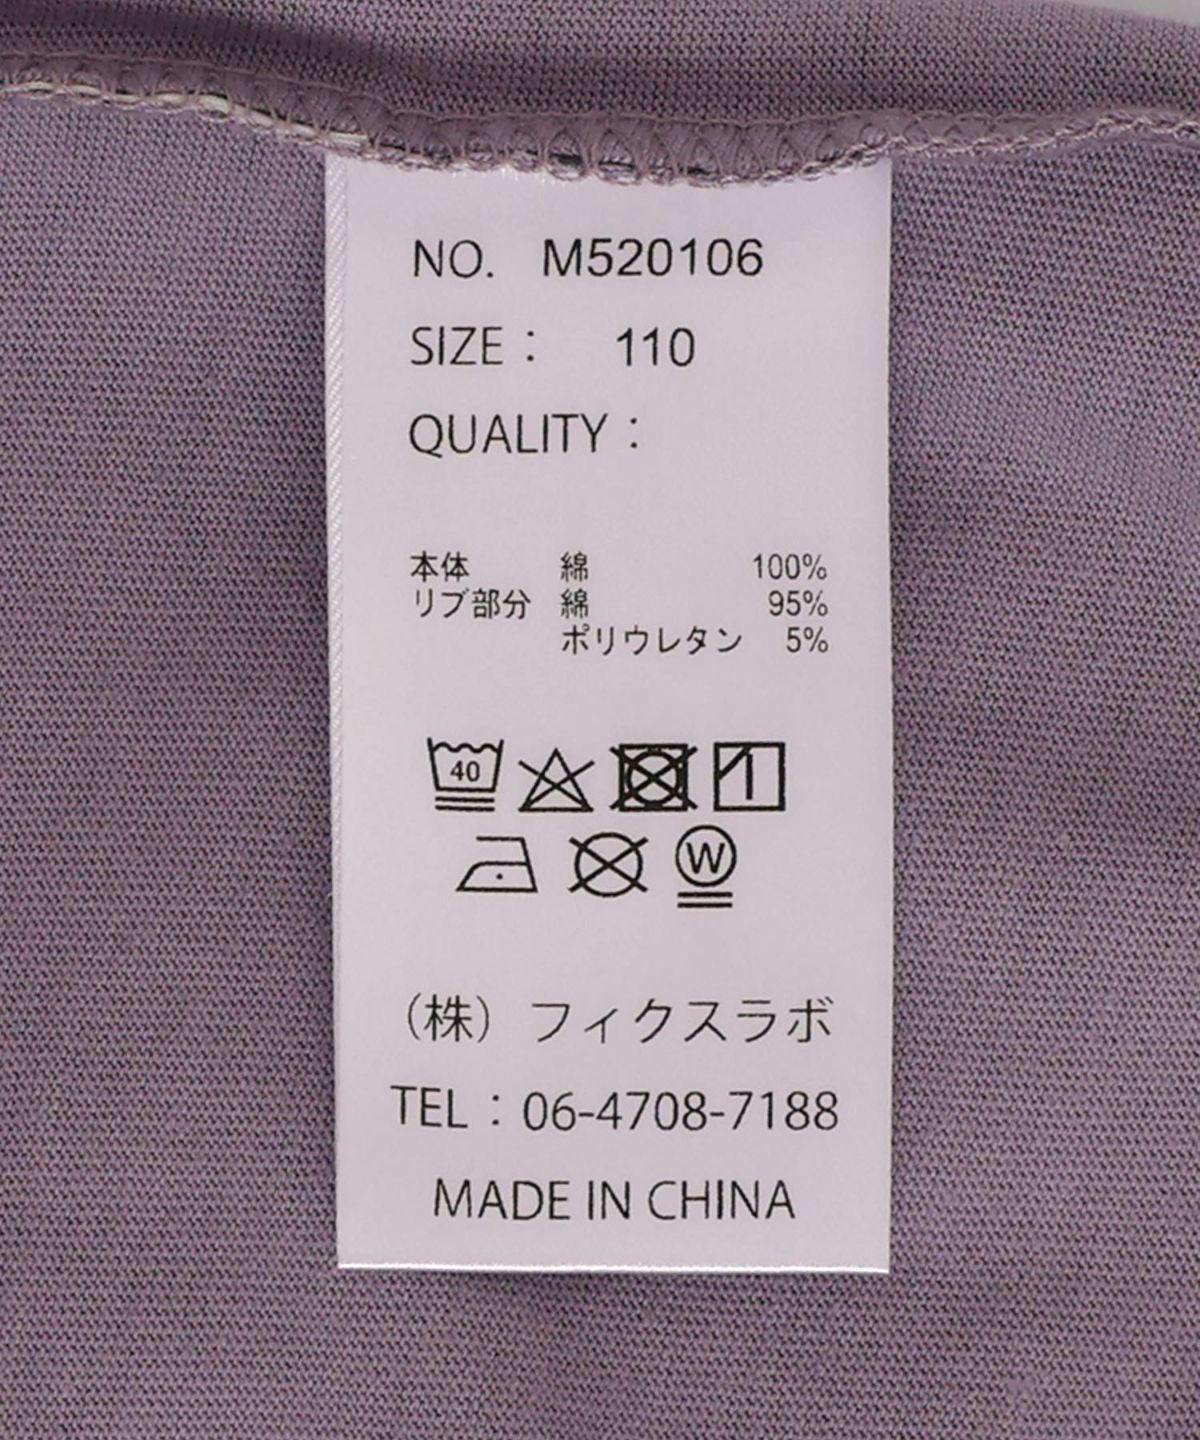 NO. M520106
SIZE： 110
QUALITY：
本体 綿 100%
リブ部分 綿 95%
ポリウレタン 5%
40
W
(株) フィクスラボ
TEL：06-4708-7188
MADE IN CHINA